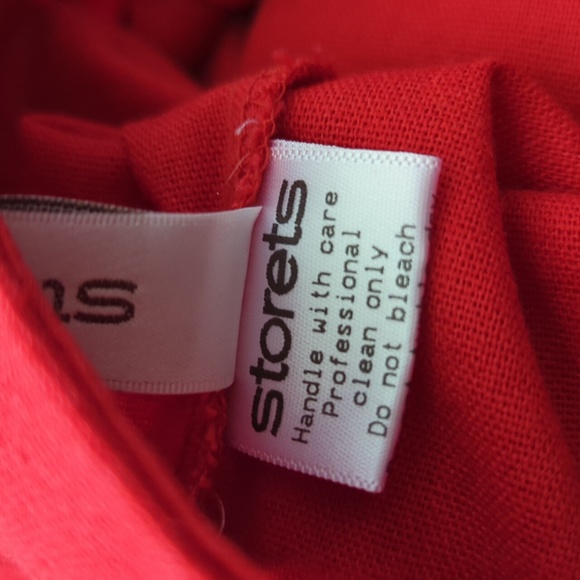 storets
Handle with care
Professional
clean only
Do not bleach